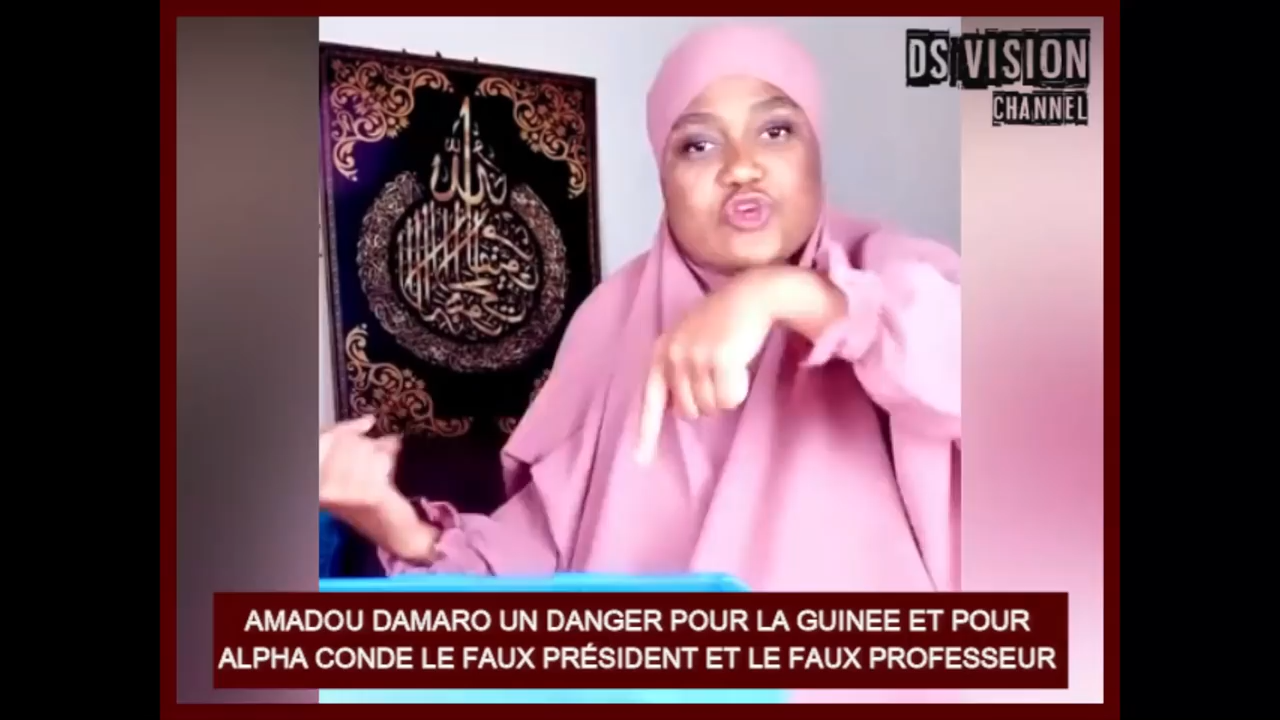 DS VISION
CHANNEL
AMADOU DAMARO UN DANGER POUR LA GUINEE ET POUR
ALPHA CONDE LE FAUX PRÉSIDENT ET LE FAUX PROFESSEUR